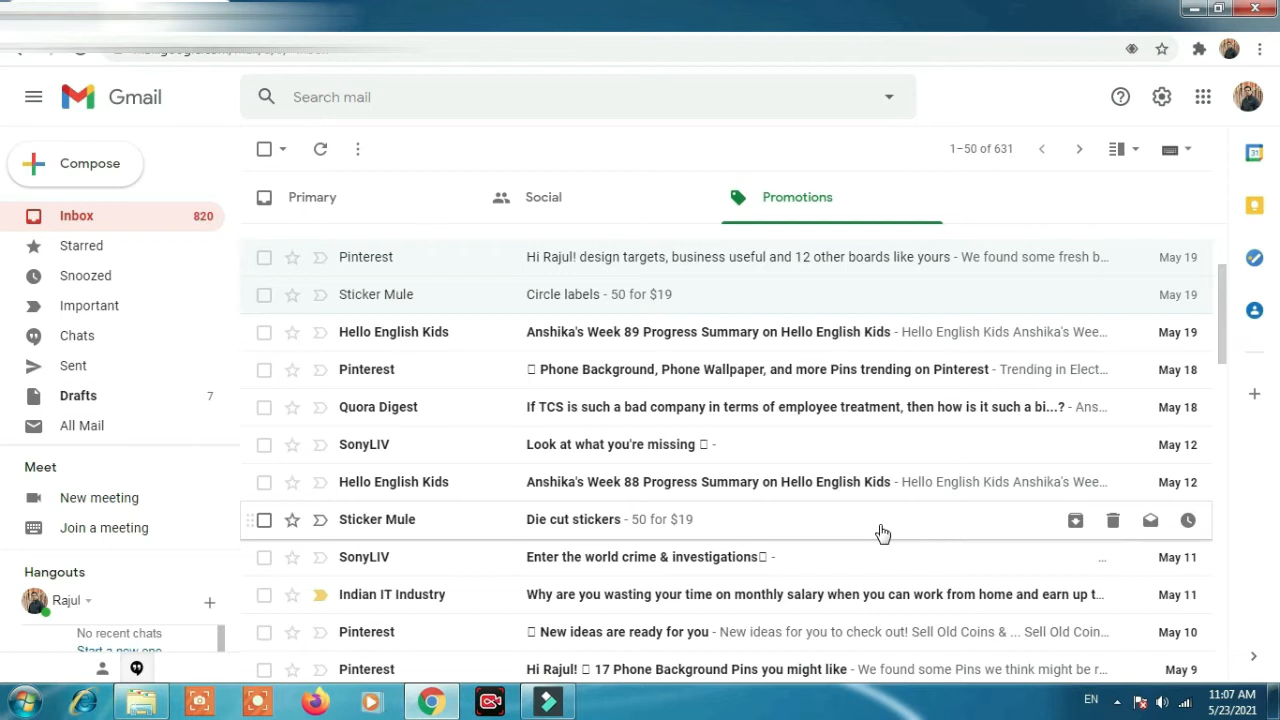 Gmail
Search mail
Compose
1–50 of 631
Primary
Social
Promotions
Inbox 820
Starred
Snoozed
Important
Chats
Sent
Drafts 7
All Mail
Meet
New meeting
Join a meeting
Hangouts
Rajul
No recent chats
Start a new one
Pinterest Hi Rajul! design targets, business useful and 12 other boards like yours - We found some fresh b… May 19
Sticker Mule Circle labels - 50 for $19 May 19
Hello English Kids Anshika's Week 89 Progress Summary on Hello English Kids - Hello English Kids Anshika's Wee… May 19
Pinterest Phone Background, Phone Wallpaper, and more Pins trending on Pinterest - Trending in Elect… May 18
Quora Digest If TCS is such a bad company in terms of employee treatment, then how is it such a bi...? - Ans… May 18
SonyLIV Look at what you're missing - May 12
Hello English Kids Anshika's Week 88 Progress Summary on Hello English Kids - Hello English Kids Anshika's Wee… May 12
Sticker Mule Die cut stickers - 50 for $19
SonyLIV Enter the world crime & investigations - … May 11
Indian IT Industry Why are you wasting your time on monthly salary when you can work from home and earn up t… May 11
Pinterest New ideas are ready for you - New ideas for you to check out! Sell Old Coins & ... Sell Old Coin… May 10
Pinterest Hi Rajul! 17 Phone Background Pins you might like - We found some Pins we think might be r… May 9
31
EN
11:07 AM
5/23/2021